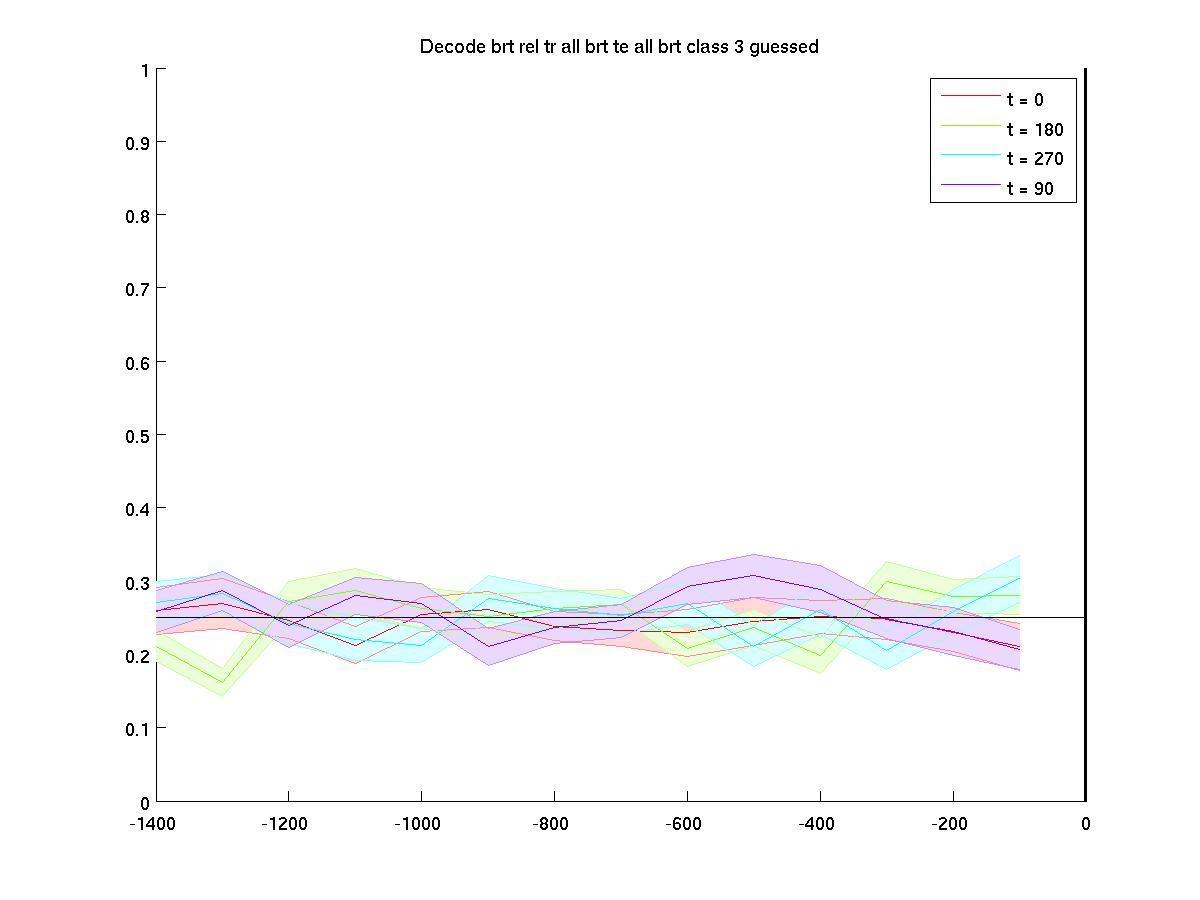 Decode brt rel tr all brt te all brt class 3 guessed
1
0.9
0.8
0.7
0.6
0.5
0.4
0.3
0.2
0.1
0
t = 0
t = 180
t = 270
t = 90
-1400 -1200 -1000 -800 -600 -400 -200 0